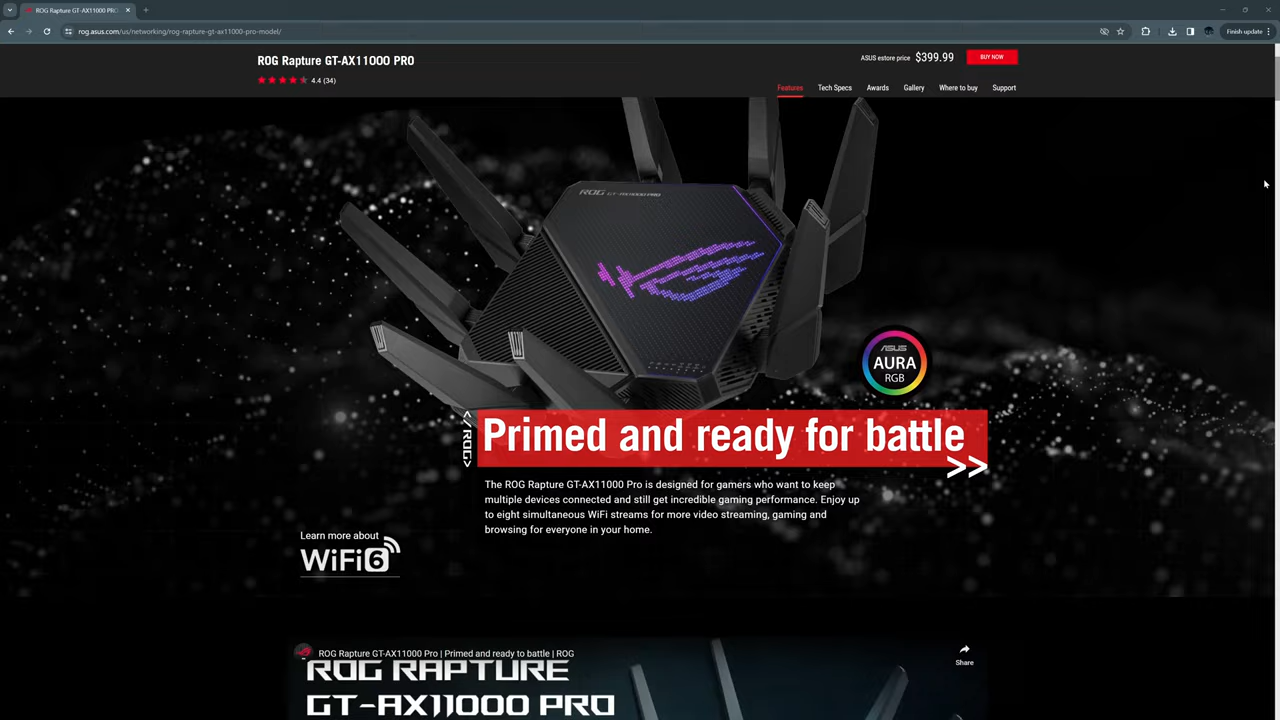 ROG Rapture GT-AX11000 PRO
rog.asus.com/us/networking/rog-rapture-gt-ax11000-pro-model/
Finish update
ROG Rapture GT-AX11000 PRO
ASUS estore price $399.99 BUY NOW
4.4 (34)
Features Tech Specs Awards Gallery Where to buy Support
ROG GT-AX11000 PRO
ASUS
AURA
RGB
</ROG>
Primed and ready for battle
>>
The ROG Rapture GT-AX11000 Pro is designed for gamers who want to keep
multiple devices connected and still get incredible gaming performance. Enjoy up
to eight simultaneous WiFi streams for more video streaming, gaming and
browsing for everyone in your home.
Learn more about
WiFi 6
ROG Rapture GT-AX11000 Pro | Primed and ready to battle | ROG
Share
ROG RAPTURE
GT-AX11000 PRO